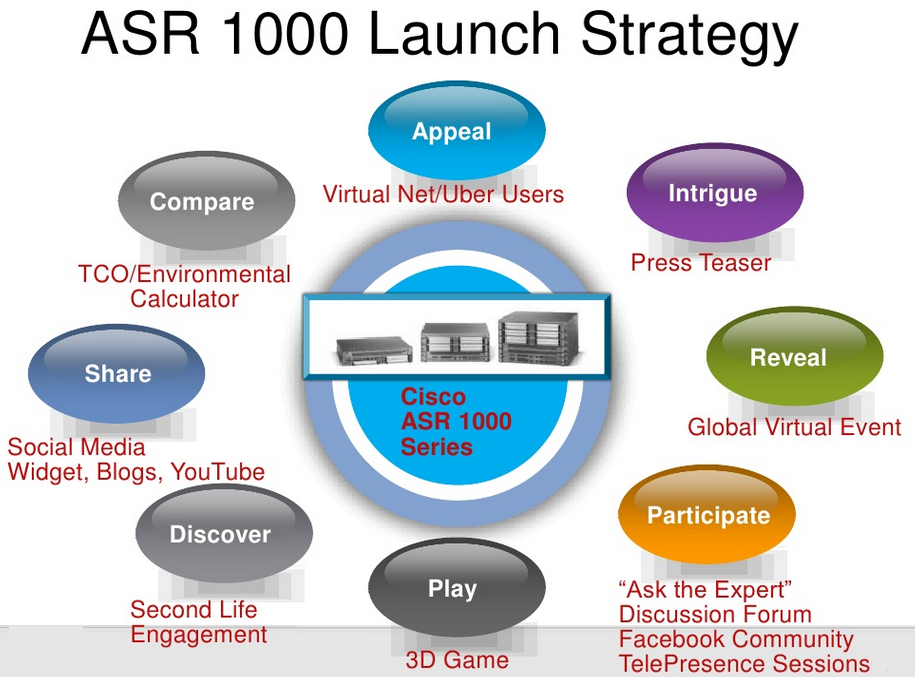 ASR 1000 Launch Strategy
Appeal
Virtual Net/Uber Users
Intrigue
Press Teaser
Reveal
Global Virtual Event
Participate
“Ask the Expert”
Discussion Forum
Facebook Community
TelePresence Sessions
Play
3D Game
Discover
Second Life
Engagement
Share
Social Media
Widget, Blogs, YouTube
Compare
TCO/Environmental
Calculator
Cisco
ASR 1000
Series